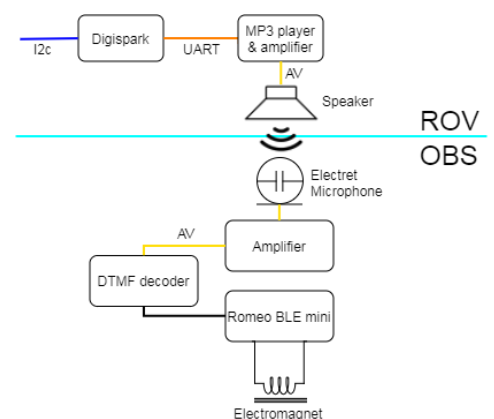 I2c
Digispark
UART
MP3 player
& amplifier
AV
Speaker
ROV
OBS
Electret
Microphone
Amplifier
AV
DTMF decoder
Romeo BLE mini
Electromagnet